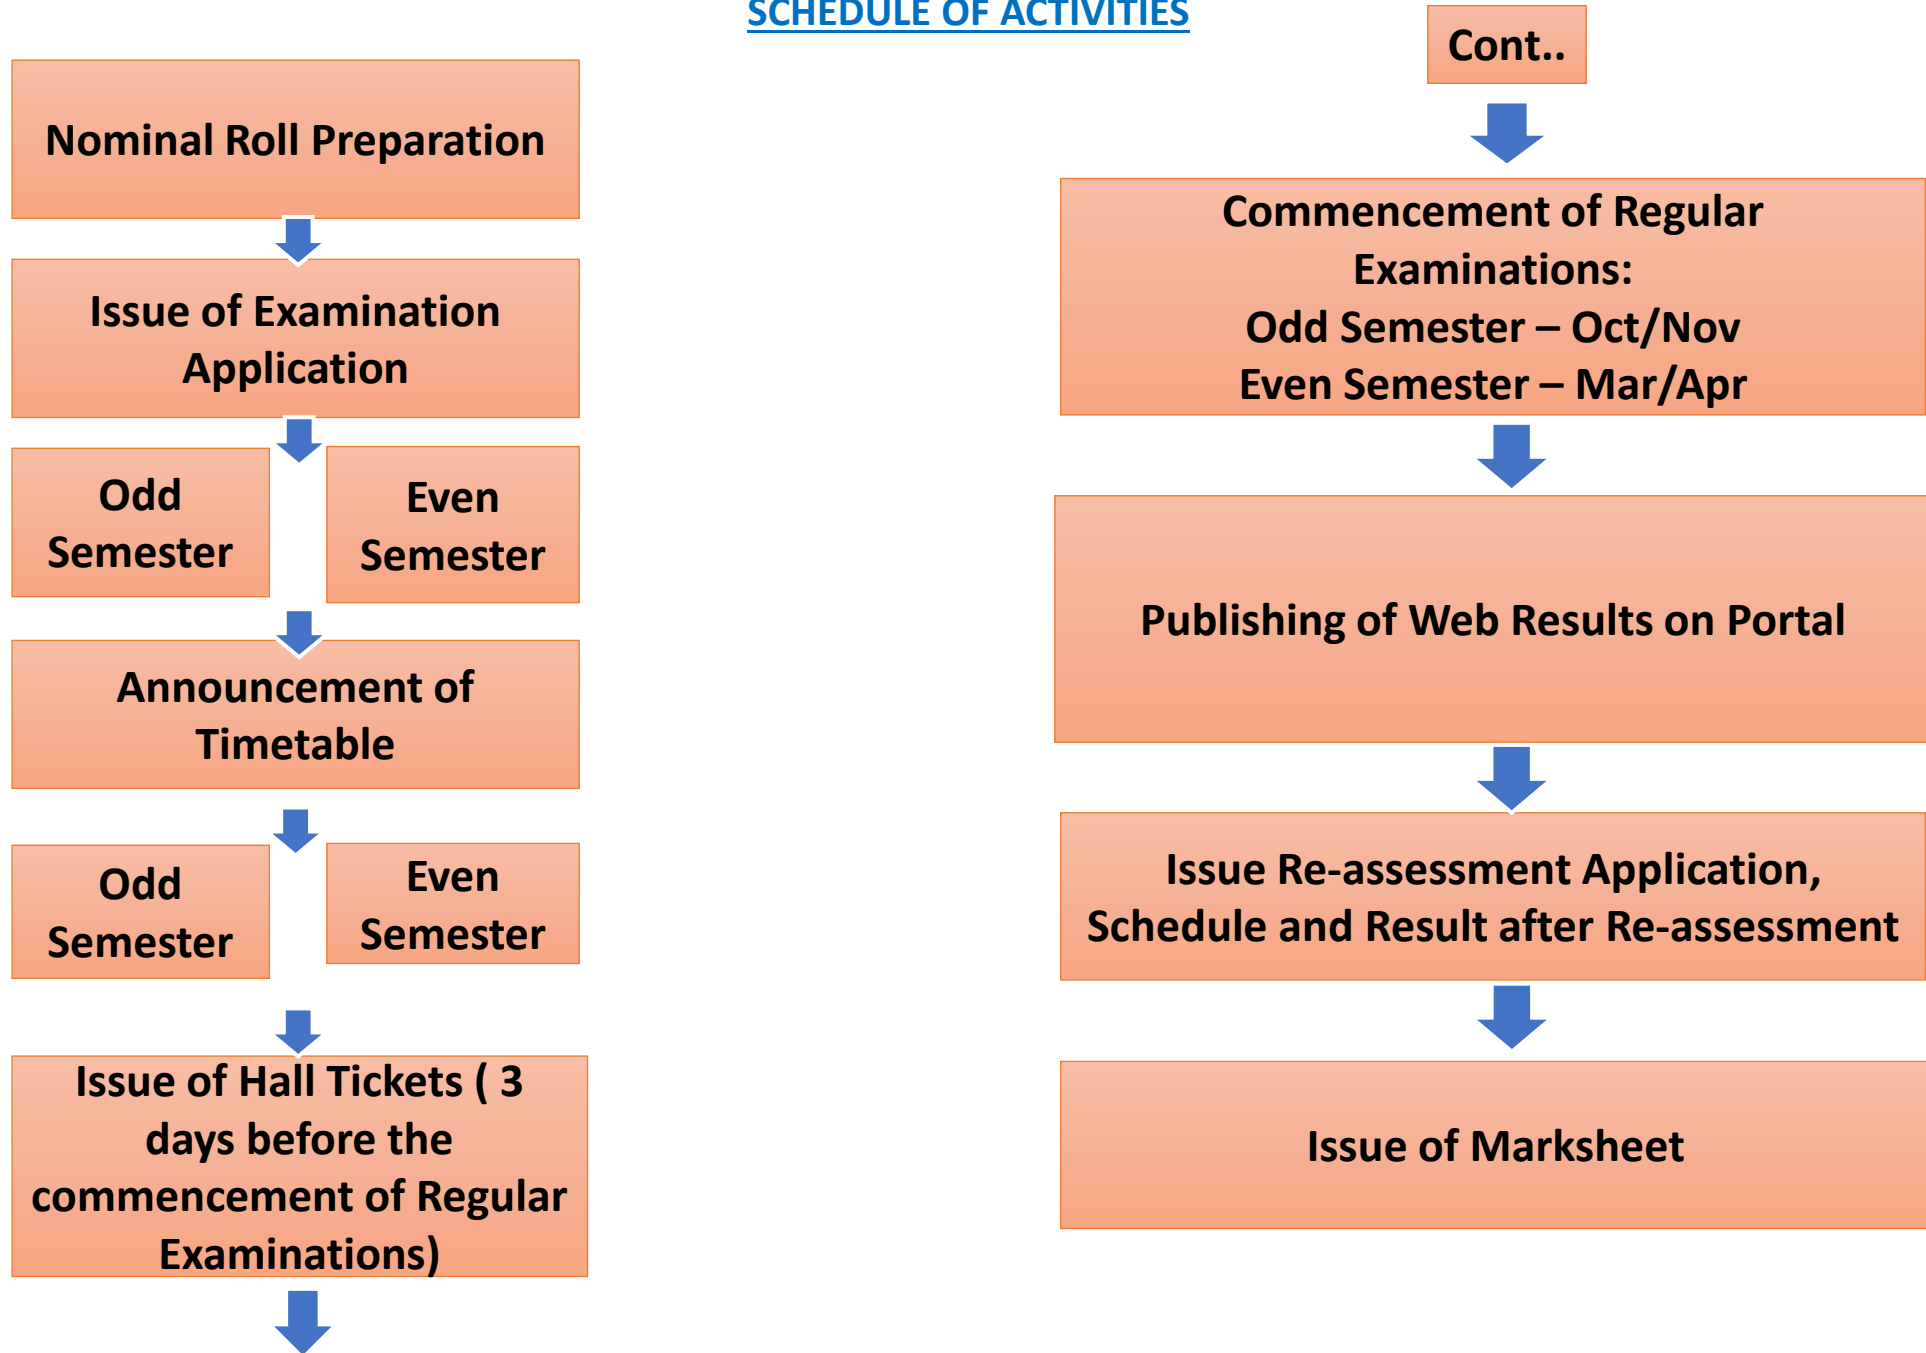 SCHEDULE OF ACTIVITIES
Nominal Roll Preparation
Issue of Examination
Application
Odd
Semester
Even
Semester
Announcement of
Timetable
Odd
Semester
Even
Semester
Issue of Hall Tickets ( 3
days before the
commencement of Regular
Examinations)
Cont..
Commencement of Regular
Examinations:
Odd Semester – Oct/Nov
Even Semester – Mar/Apr
Publishing of Web Results on Portal
Issue Re-assessment Application,
Schedule and Result after Re-assessment
Issue of Marksheet